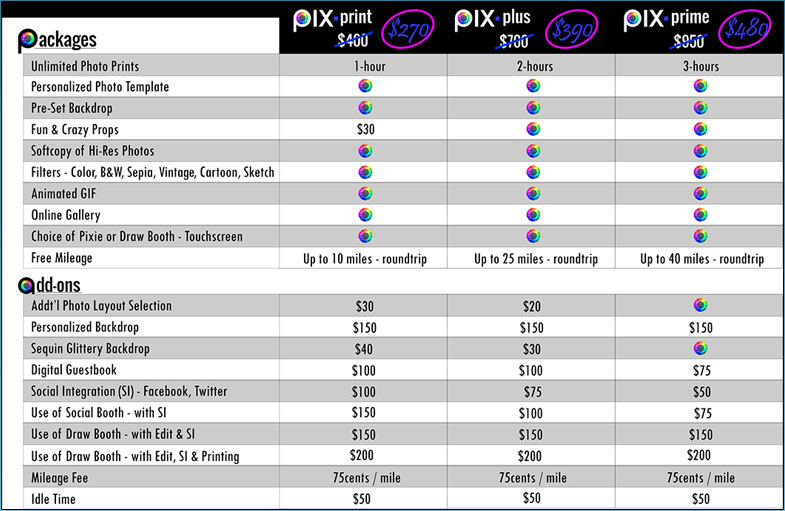 PIX·print PIX·plus PIX·prime
$400 $270 $700 $390 $950 $480
Packages
Unlimited Photo Prints 1-hour 2-hours 3-hours
Personalized Photo Template
Pre-Set Backdrop
Fun & Crazy Props $30
Softcopy of Hi-Res Photos
Filters - Color, B&W, Sepia, Vintage, Cartoon, Sketch
Animated GIF
Online Gallery
Choice of Pixie or Draw Booth - Touchscreen
Free Mileage Up to 10 miles - roundtrip Up to 25 miles - roundtrip Up to 40 miles - roundtrip
add-ons
Addt'l Photo Layout Selection $30 $20
Personalized Backdrop $150 $150 $150
Sequin Glittery Backdrop $40 $30
Digital Guestbook $100 $100 $75
Social Integration (SI) - Facebook, Twitter $100 $75 $50
Use of Social Booth - with SI $150 $100 $75
Use of Draw Booth - with Edit & SI $150 $150 $150
Use of Draw Booth - with Edit, SI & Printing $200 $200 $200
Mileage Fee 75cents / mile 75cents / mile 75cents / mile
Idle Time $50 $50 $50